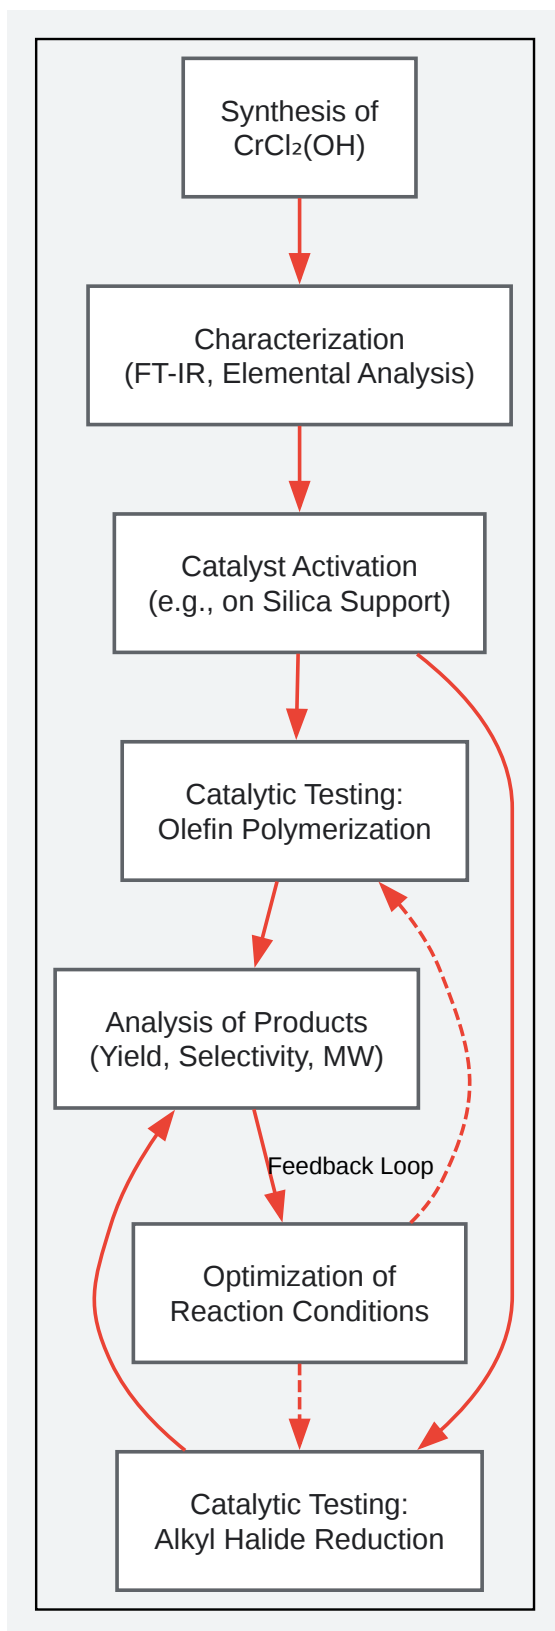 Synthesis of
CrCl₂(OH)
Characterization
(FT-IR, Elemental Analysis)
Catalyst Activation
(e.g., on Silica Support)
Catalytic Testing:
Olefin Polymerization
Analysis of Products
(Yield, Selectivity, MW)
Feedback Loop
Optimization of
Reaction Conditions
Catalytic Testing:
Alkyl Halide Reduction